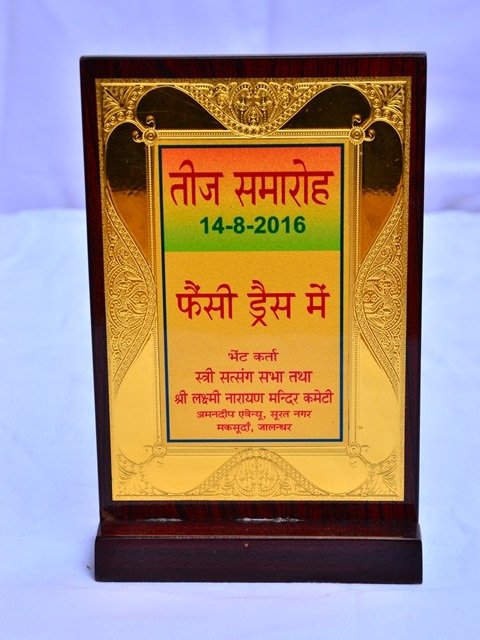 तीज समारोह
14-8-2016
फैंसी ड्रैस में
भेंट कर्ता
स्त्री सत्संग सभा तथा
श्री लक्ष्मी नारायण मन्दिर कमेटी
अमनदीप एवेन्यू, सूरत नगर
मकसूदाँ, जालन्धर